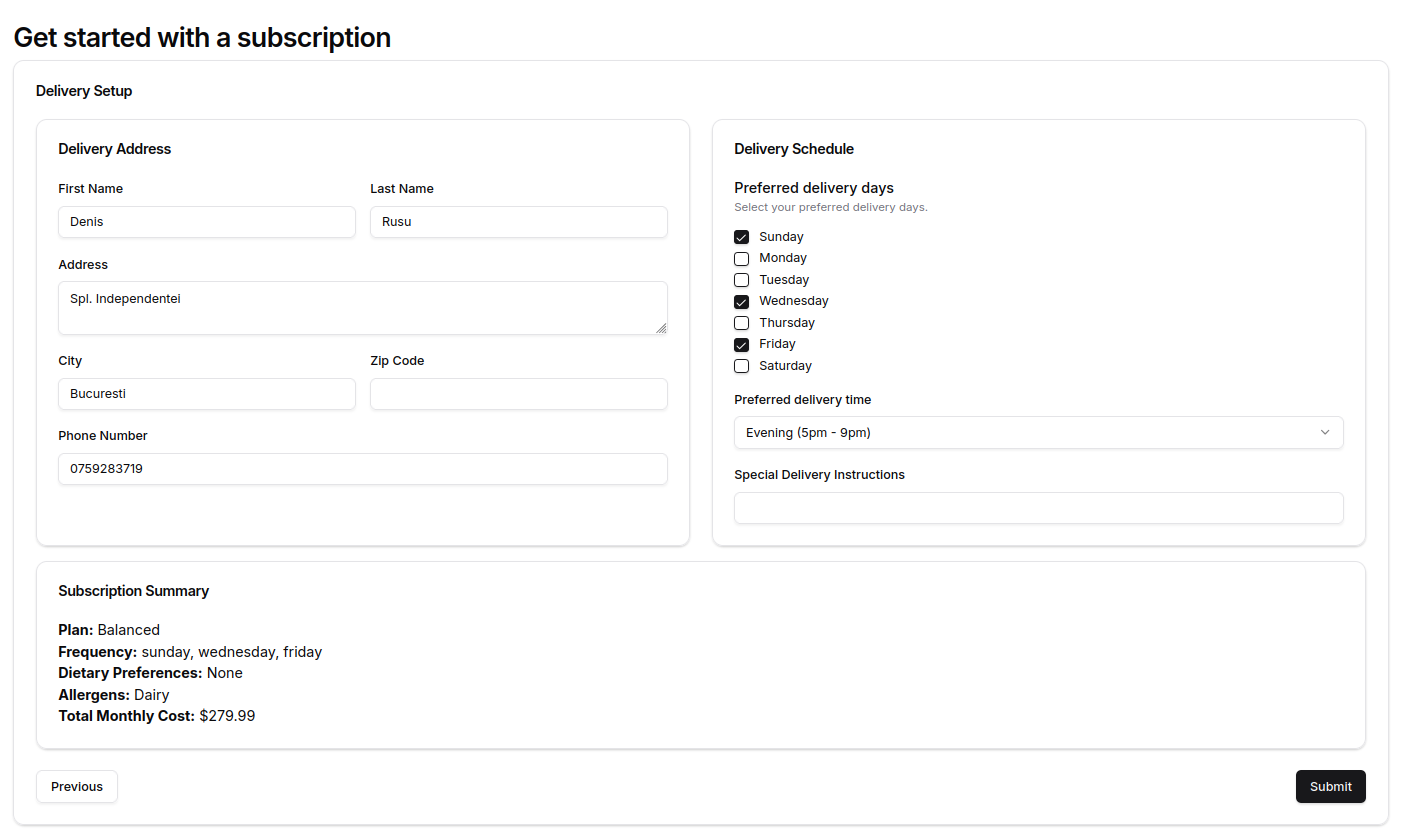 Get started with a subscription
Delivery Setup
Delivery Address
First Name
Last Name
Denis
Rusu
Address
Spl. Independentei
City
Zip Code
Bucuresti
Phone Number
0759283719
Delivery Schedule
Preferred delivery days
Select your preferred delivery days.
Sunday
Monday
Tuesday
Wednesday
Thursday
Friday
Saturday
Preferred delivery time
Evening (5pm - 9pm)
Special Delivery Instructions
Subscription Summary
Plan: Balanced
Frequency: sunday, wednesday, friday
Dietary Preferences: None
Allergens: Dairy
Total Monthly Cost: $279.99
Previous
Submit